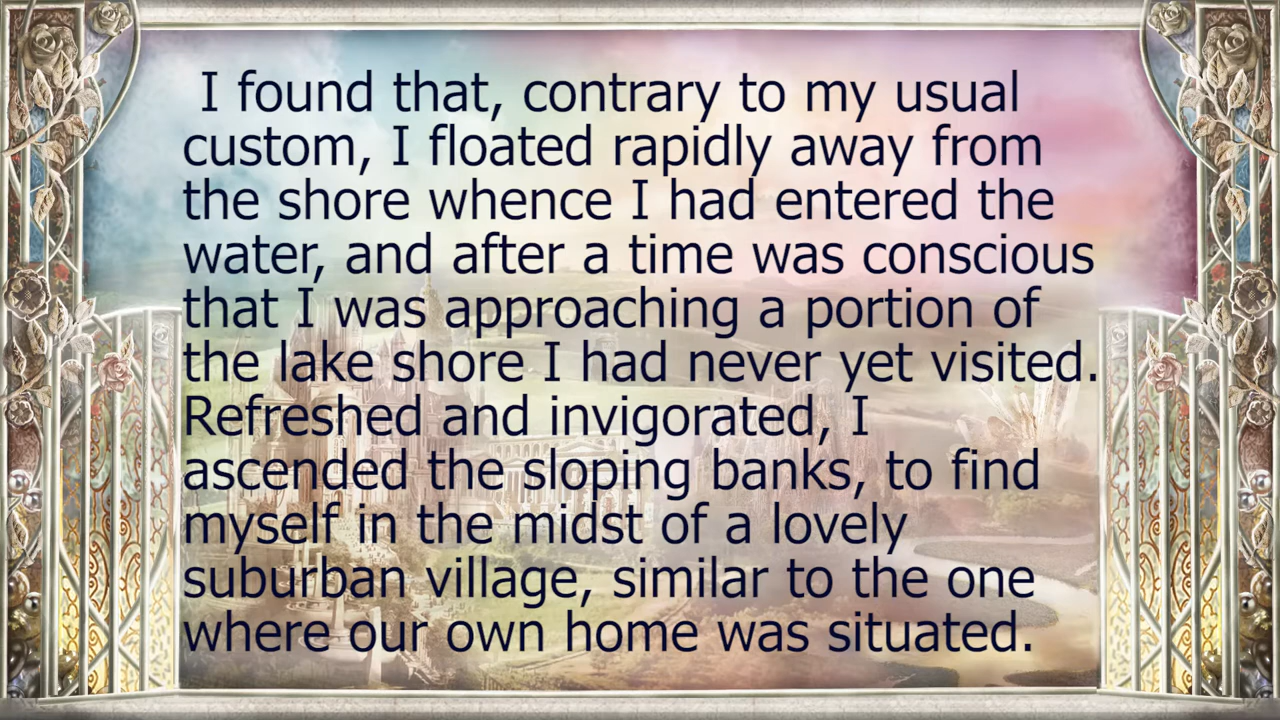 I found that, contrary to my usual
custom, I floated rapidly away from
the shore whence I had entered the
water, and after a time was conscious
that I was approaching a portion of
the lake shore I had never yet visited.
Refreshed and invigorated, I
ascended the sloping banks, to find
myself in the midst of a lovely
suburban village, similar to the one
where our own home was situated.